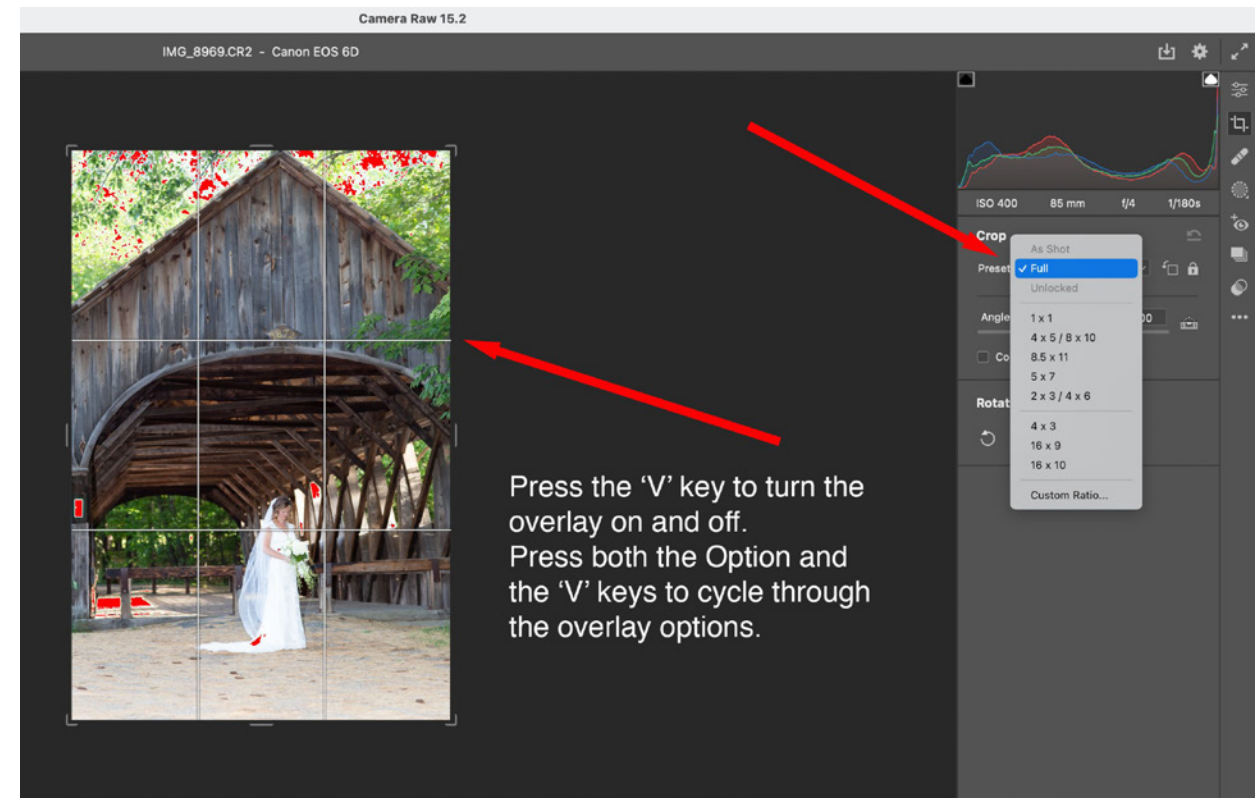 Camera Raw 15.2
IMG_8969.CR2 - Canon EOS 6D
ISO 400 85 mm f/4 1/180s
Crop
As Shot
Preset ✓ Full
Unlocked
Angle 1 x 1 00
4 x 5 / 8 x 10
Co 8.5 x 11
5 x 7
Rotat 2 x 3 / 4 x 6
4 x 3
16 x 9
16 x 10
Custom Ratio...
Press the ‘V’ key to turn the
overlay on and off.
Press both the Option and
the ‘V’ keys to cycle through
the overlay options.